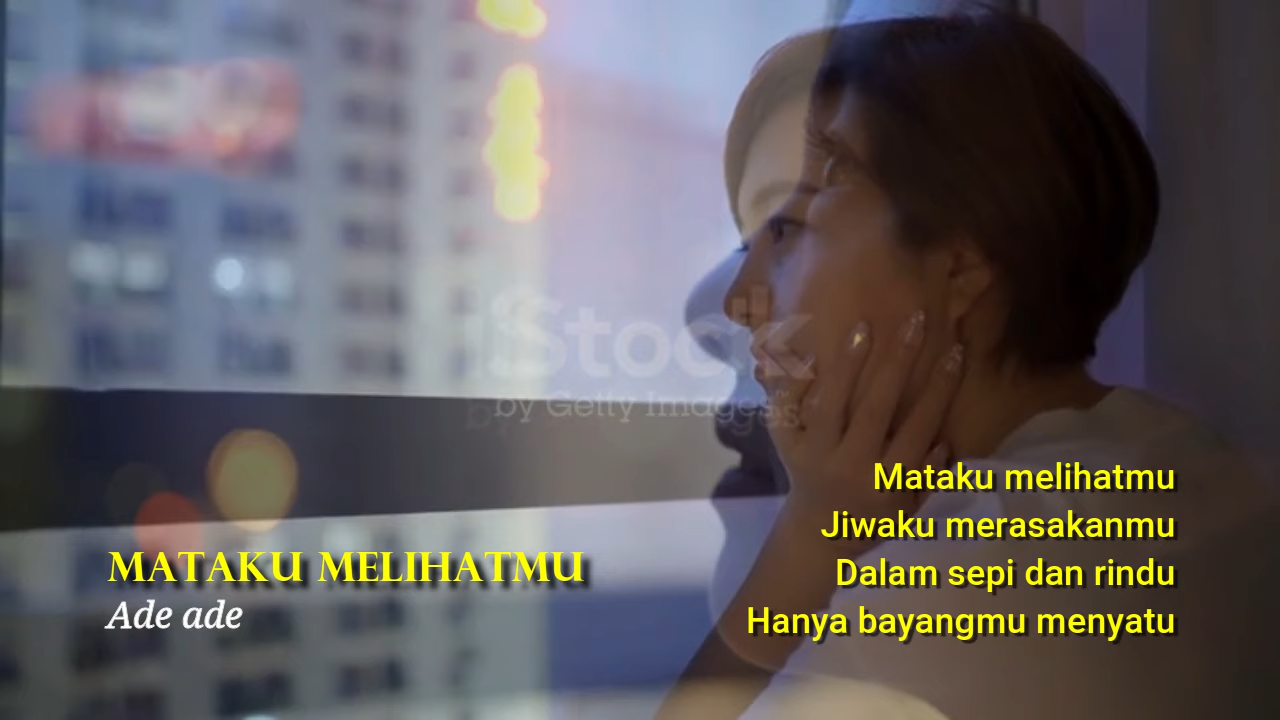 iStock
by Getty Images
MATAKU MELIHATMU
Ade ade
Mataku melihatmu
Jiwaku merasakanmu
Dalam sepi dan rindu
Hanya bayangmu menyatu